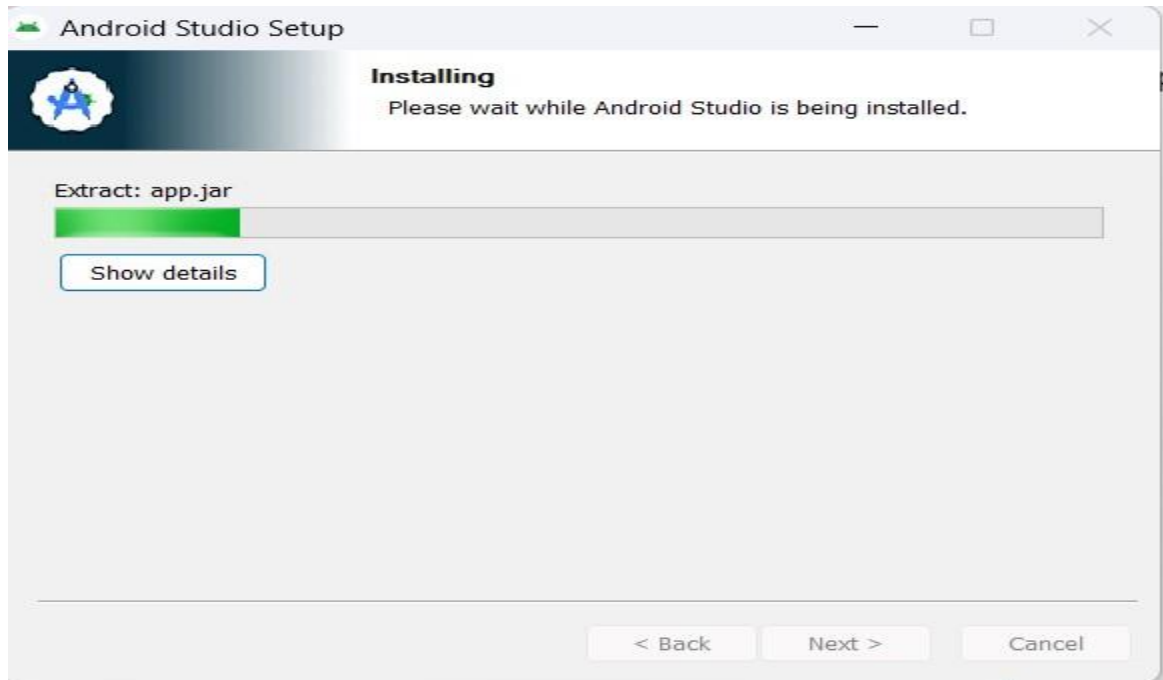 Android Studio Setup
Installing
Please wait while Android Studio is being installed.
Extract: app.jar
Show details
< Back
Next >
Cancel